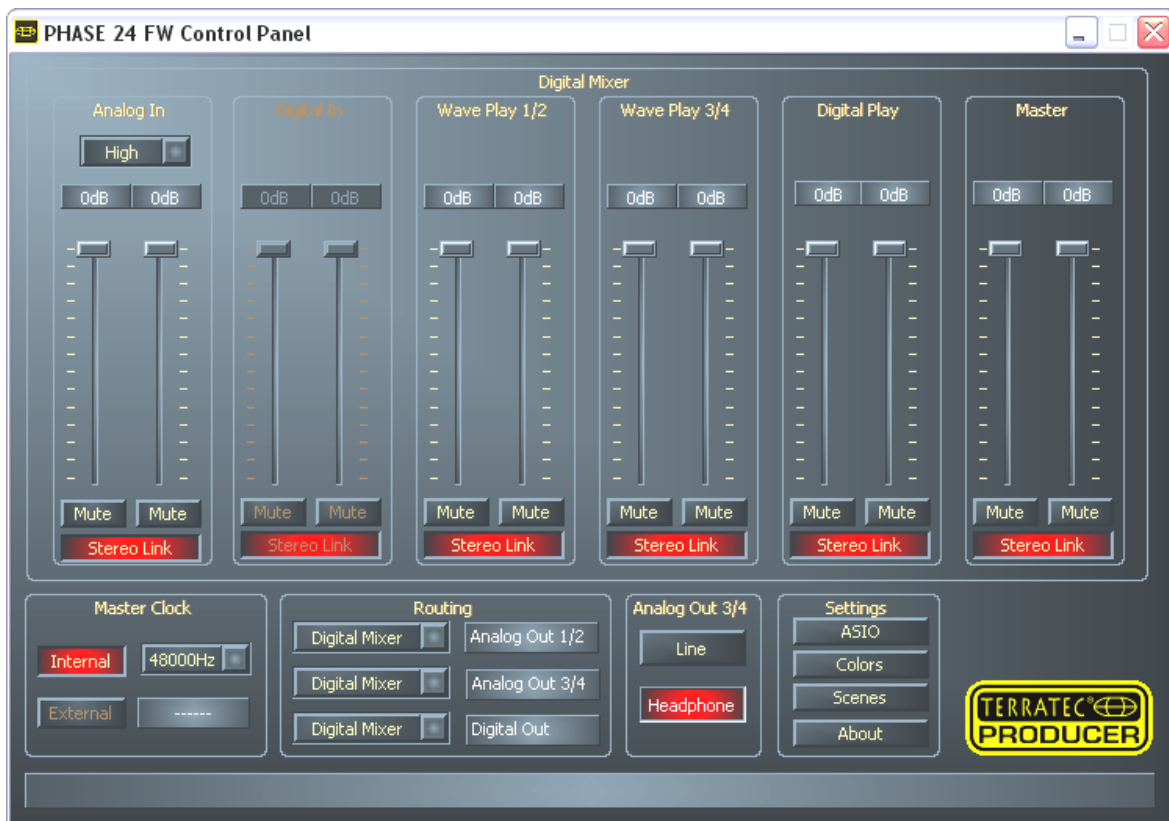 PHASE 24 FW Control Panel
Digital Mixer
Analog In Digital In Wave Play 1/2 Wave Play 3/4 Digital Play Master
High
0dB 0dB 0dB 0dB 0dB 0dB 0dB 0dB 0dB 0dB 0dB 0dB
Mute Mute Mute Mute Mute Mute Mute Mute Mute Mute Mute Mute
Stereo Link Stereo Link Stereo Link Stereo Link Stereo Link Stereo Link
Master Clock
Internal 48000Hz
External ------
Routing
Digital Mixer Analog Out 1/2
Digital Mixer Analog Out 3/4
Digital Mixer Digital Out
Analog Out 3/4
Line
Headphone
Settings
ASIO
Colors
Scenes
About
TERRATEC®
PRODUCER